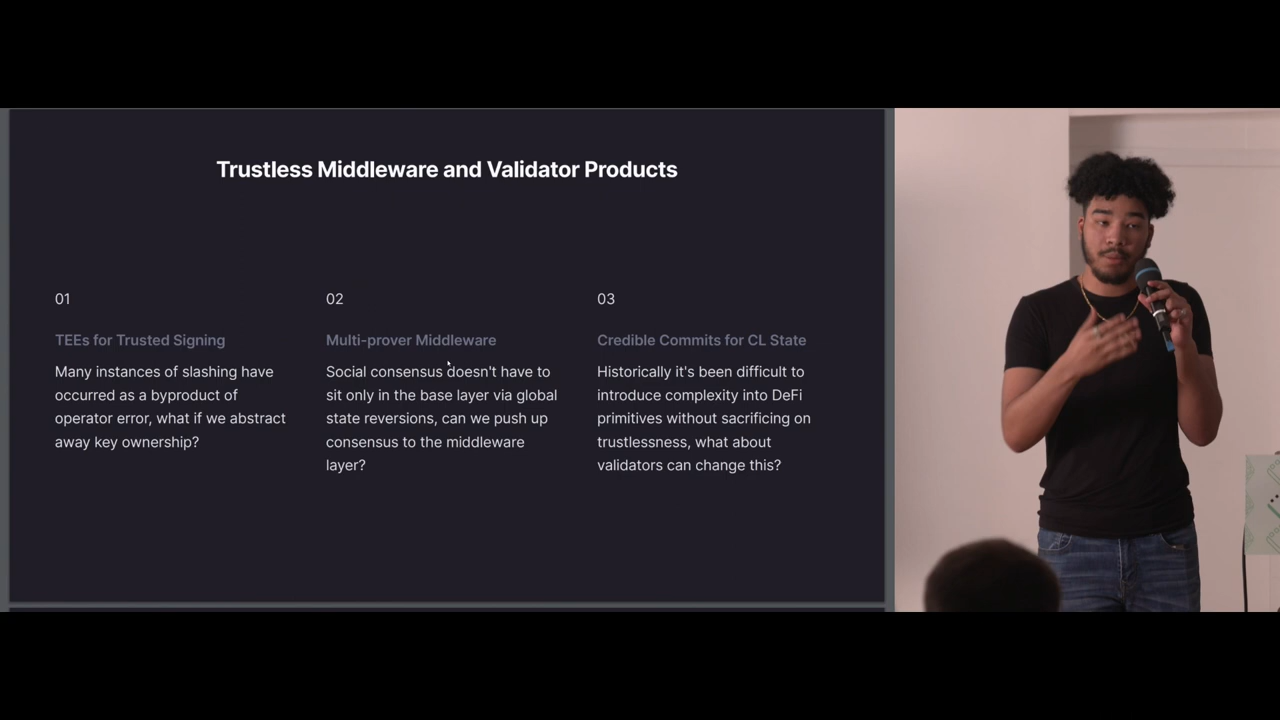 Trustless Middleware and Validator Products
01
TEEs for Trusted Signing
Many instances of slashing have
occurred as a byproduct of
operator error, what if we abstract
away key ownership?
02
Multi-prover Middleware
Social consensus doesn't have to
sit only in the base layer via global
state reversions, can we push up
consensus to the middleware
layer?
03
Credible Commits for CL State
Historically it's been difficult to
introduce complexity into DeFi
primitives without sacrificing on
trustlessness, what about
validators can change this?